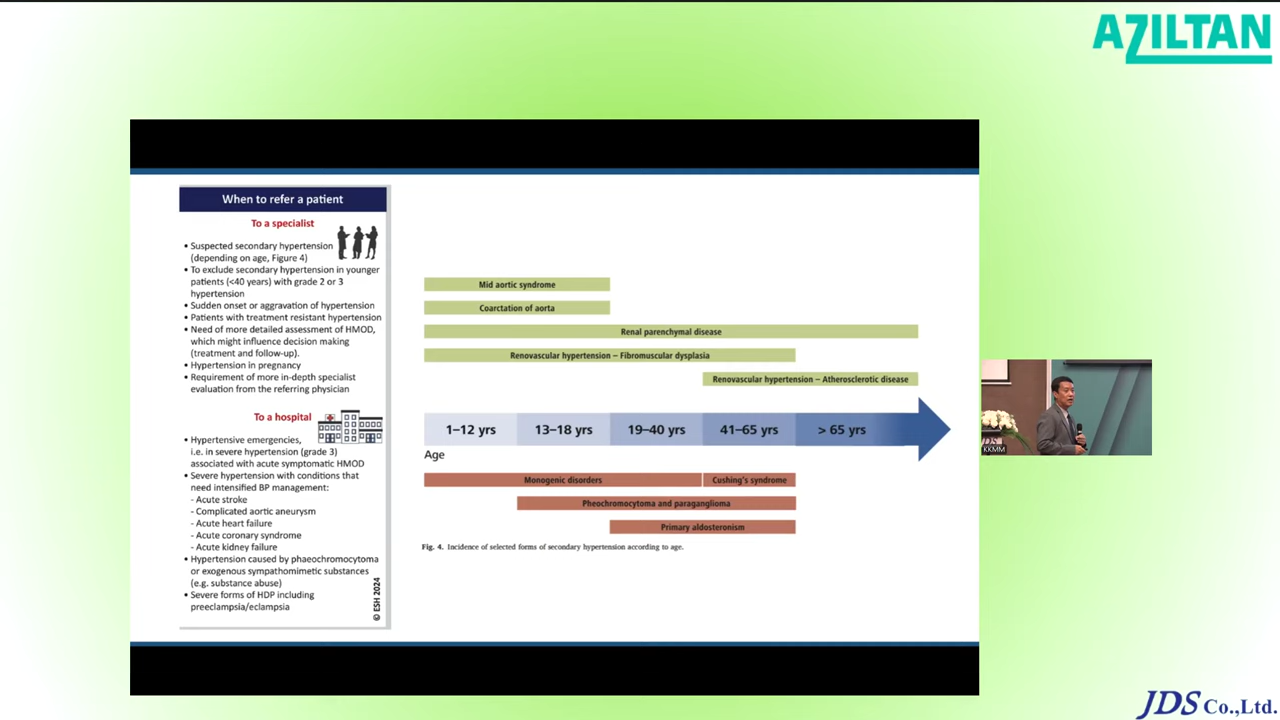 AZILTAN
When to refer a patient
To a specialist
• Suspected secondary hypertension
(depending on age, Figure 4)
• To exclude secondary hypertension in younger
patients (<40 years) with grade 2 or 3
hypertension
• Sudden onset or aggravation of hypertension
• Patients with treatment resistant hypertension
• Need of more detailed assessment of HMOD,
which might influence decision making
(treatment and follow-up).
• Hypertension in pregnancy
• Requirement of more in-depth specialist
evaluation from the referring physician
To a hospital
• Hypertensive emergencies,
i.e. in severe hypertension (grade 3)
associated with acute symptomatic HMOD
• Severe hypertension with conditions that
need intensified BP management:
- Acute stroke
- Complicated aortic aneurysm
- Acute heart failure
- Acute coronary syndrome
- Acute kidney failure
• Hypertension caused by phaeochromocytoma
or exogenous sympathomimetic substances
(e.g. substance abuse)
• Severe forms of HDP including
preeclampsia/eclampsia
© ESH 2024
Mid aortic syndrome
Coarctation of aorta
Renal parenchymal disease
Renovascular hypertension – Fibromuscular dysplasia
Renovascular hypertension – Atherosclerotic disease
1–12 yrs
13–18 yrs
19–40 yrs
41–65 yrs
> 65 yrs
Age
Monogenic disorders
Cushing's syndrome
Pheochromocytoma and paraganglioma
Primary aldosteronism
Fig. 4. Incidence of selected forms of secondary hypertension according to age.
KKMM
JDS Co.,Ltd.